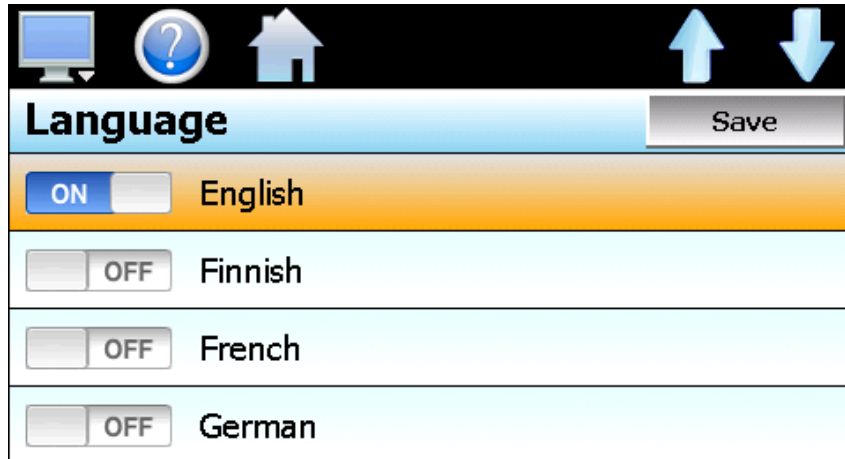 ?
Language Save
ON English
OFF Finnish
OFF French
OFF German